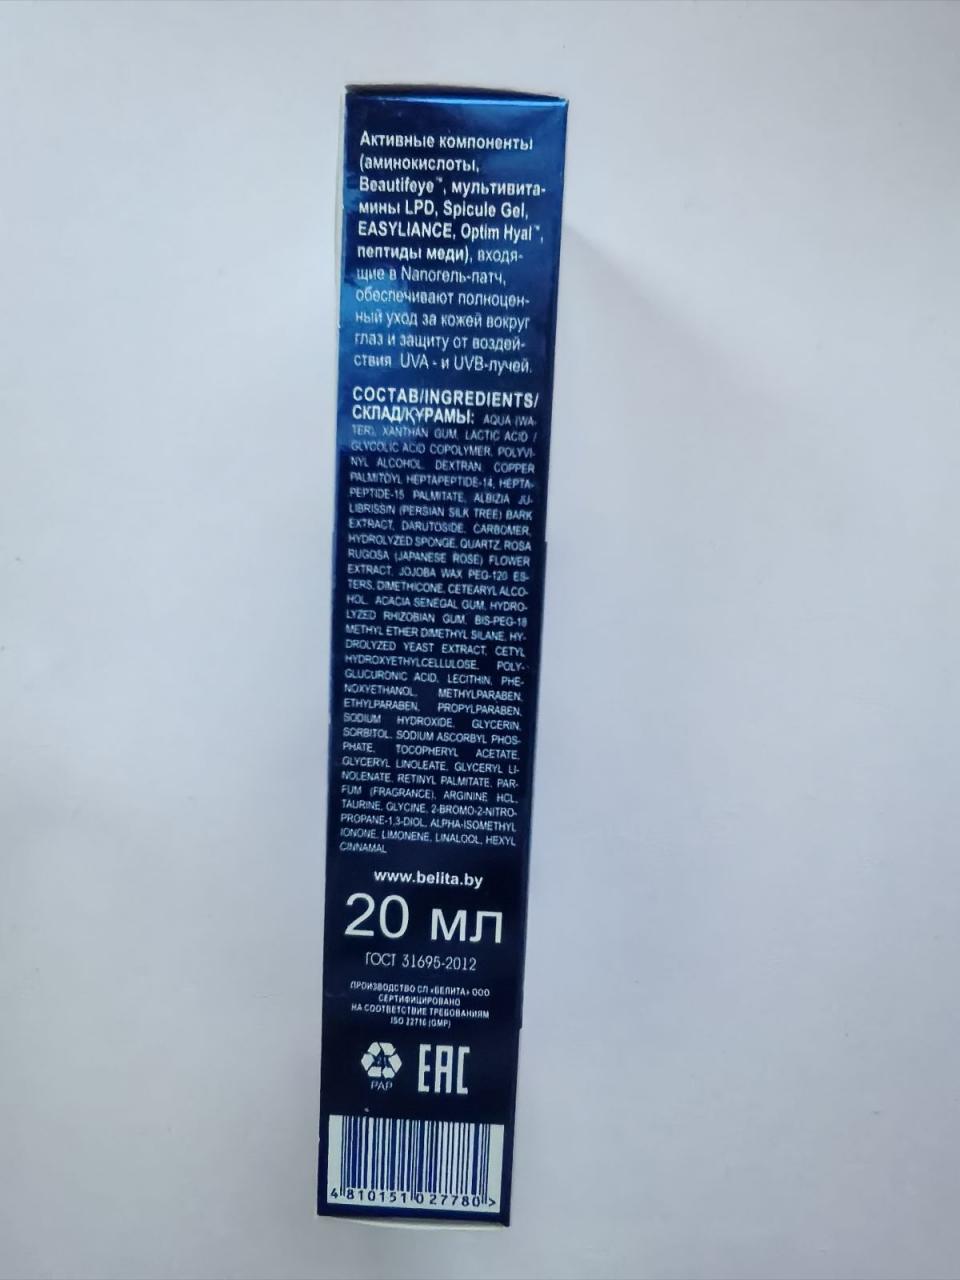 Активные компоненты
(аминокислоты,
Beautifeye™, мультивита-
мины LPD, Spicule Gel,
EASYLIANCE, Optim Hyal™,
пептиды меди), входя-
щие в Nanогель-патч,
обеспечивают полноцен-
ный уход за кожей вокруг
глаз и защиту от воздей-
ствия UVA - и UVB-лучей.
СОСТАВ/INGREDIENTS/
СКЛАД/ҚҰРАМЫ: AQUA (WA-
TER), XANTHAN GUM, LACTIC ACID /
GLYCOLIC ACID COPOLYMER, POLYVI-
NYL ALCOHOL, DEXTRAN, COPPER
PALMITOYL HEPTAPEPTIDE-14, HEPTA-
PEPTIDE-15 PALMITATE, ALBIZIA JU-
LIBRISSIN (PERSIAN SILK TREE) BARK
EXTRACT, DARUTOSIDE, CARBOMER,
HYDROLYZED SPONGE, QUARTZ, ROSA
RUGOSA (JAPANESE ROSE) FLOWER
EXTRACT, JOJOBA WAX PEG-120 ES-
TERS, DIMETHICONE, CETEARYL ALCO-
HOL, ACACIA SENEGAL GUM, HYDRO-
LYZED RHIZOBIAN GUM, BIS-PEG-18
METHYL ETHER DIMETHYL SILANE, HY-
DROLYZED YEAST EXTRACT, CETYL
HYDROXYETHYLCELLULOSE, POLY-
GLUCURONIC ACID, LECITHIN, PHE-
NOXYETHANOL, METHYLPARABEN,
ETHYLPARABEN, PROPYLPARABEN,
SODIUM HYDROXIDE, GLYCERIN,
SORBITOL, SODIUM ASCORBYL PHOS-
PHATE, TOCOPHERYL ACETATE,
GLYCERYL LINOLEATE, GLYCERYL LI-
NOLENATE, RETINYL PALMITATE, PAR-
FUM (FRAGRANCE), ARGININE HCL,
TAURINE, GLYCINE, 2-BROMO-2-NITRO-
PROPANE-1,3-DIOL, ALPHA-ISOMETHYL
IONONE, LIMONENE, LINALOOL, HEXYL
CINNAMAL
www.belita.by
20 мл
ГОСТ 31695-2012
ПРОИЗВОДСТВО СП «БЕЛИТА» ООО
СЕРТИФИЦИРОВАНО
НА СООТВЕТСТВИЕ ТРЕБОВАНИЯМ
ISO 22716 (GMP)
21
PAP
EAC
4 810151 027780 >